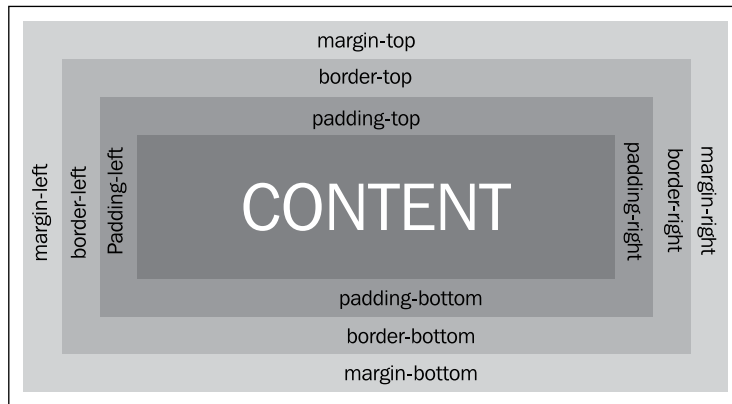 margin-top
border-top
padding-top
margin-left
border-left
Padding-left
CONTENT
padding-right
border-right
margin-right
padding-bottom
border-bottom
margin-bottom